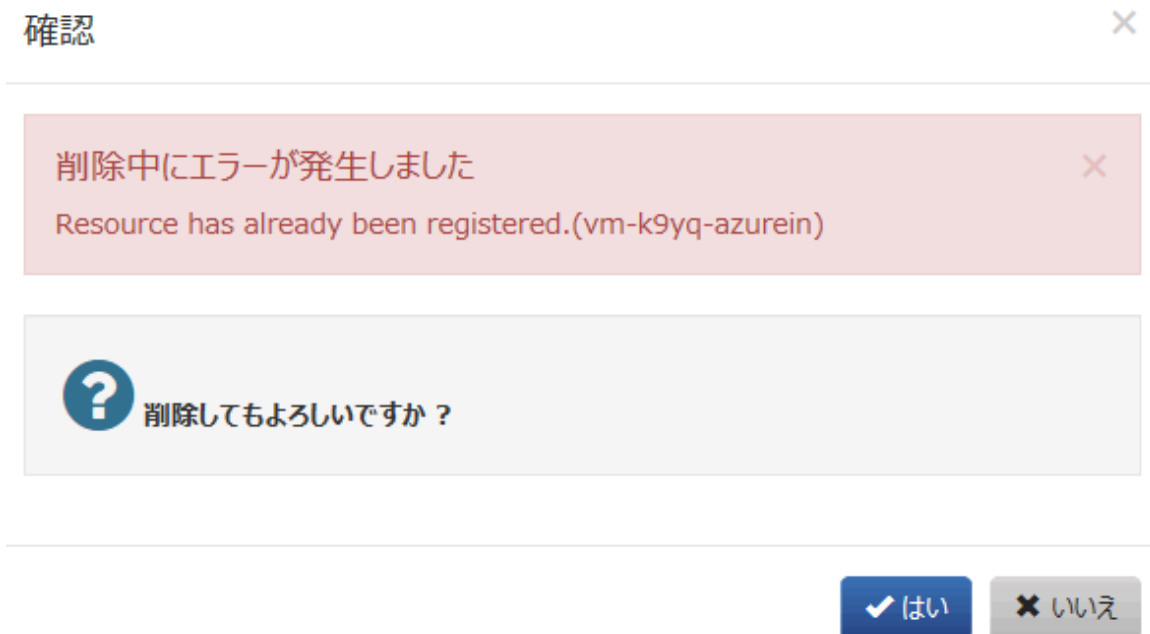 確認
削除中にエラーが発生しました
Resource has already been registered.(vm-k9yq-azurein)
削除してもよろしいですか？
はい
いいえ